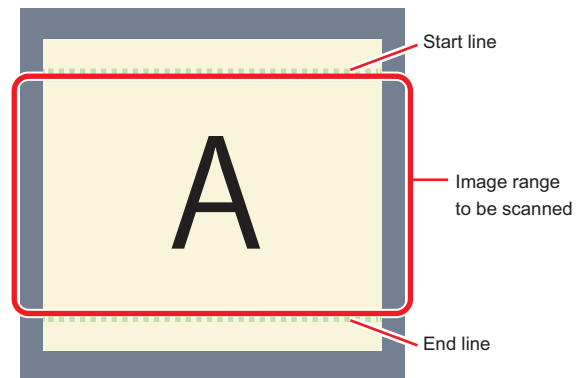 Start line
A
Image range
to be scanned
End line